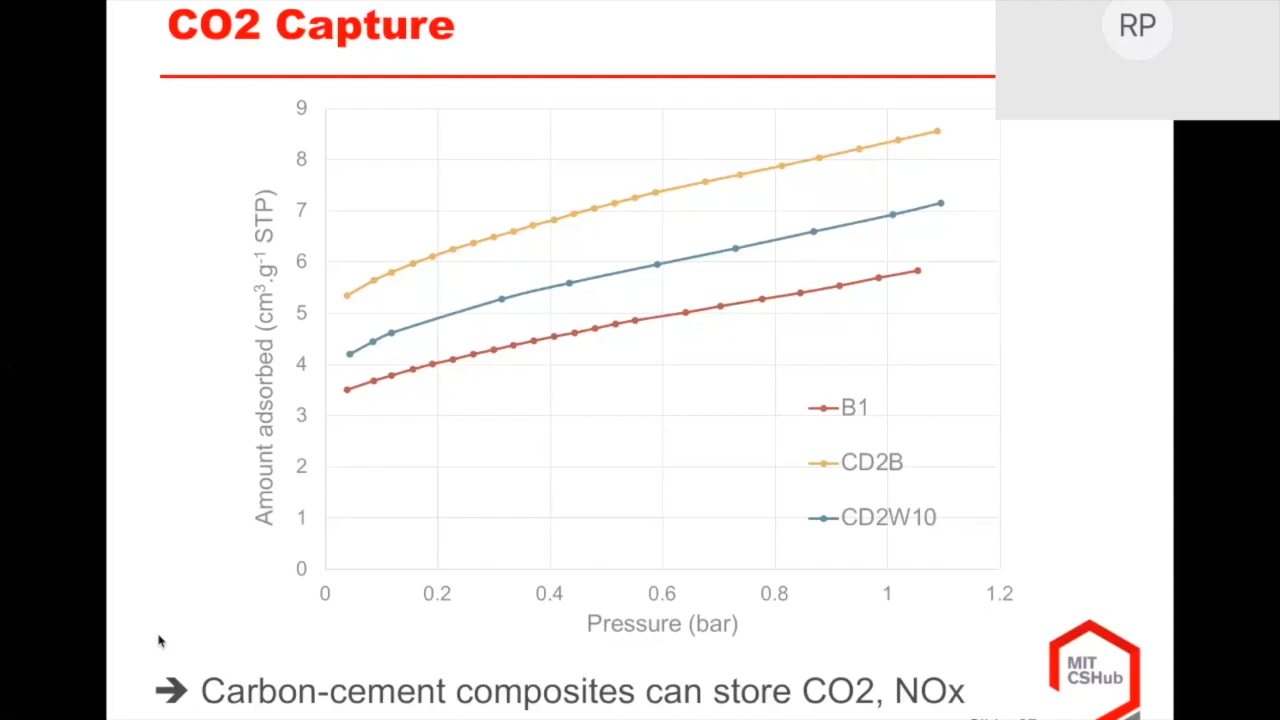 CO2 Capture
RP
9
8
7
6
5
4
3
2
1
0
Amount adsorbed (cm³.g⁻¹ STP)
0 0.2 0.4 0.6 0.8 1 1.2
Pressure (bar)
B1
CD2B
CD2W10
➔ Carbon-cement composites can store CO2, NOx
MIT
CSHub